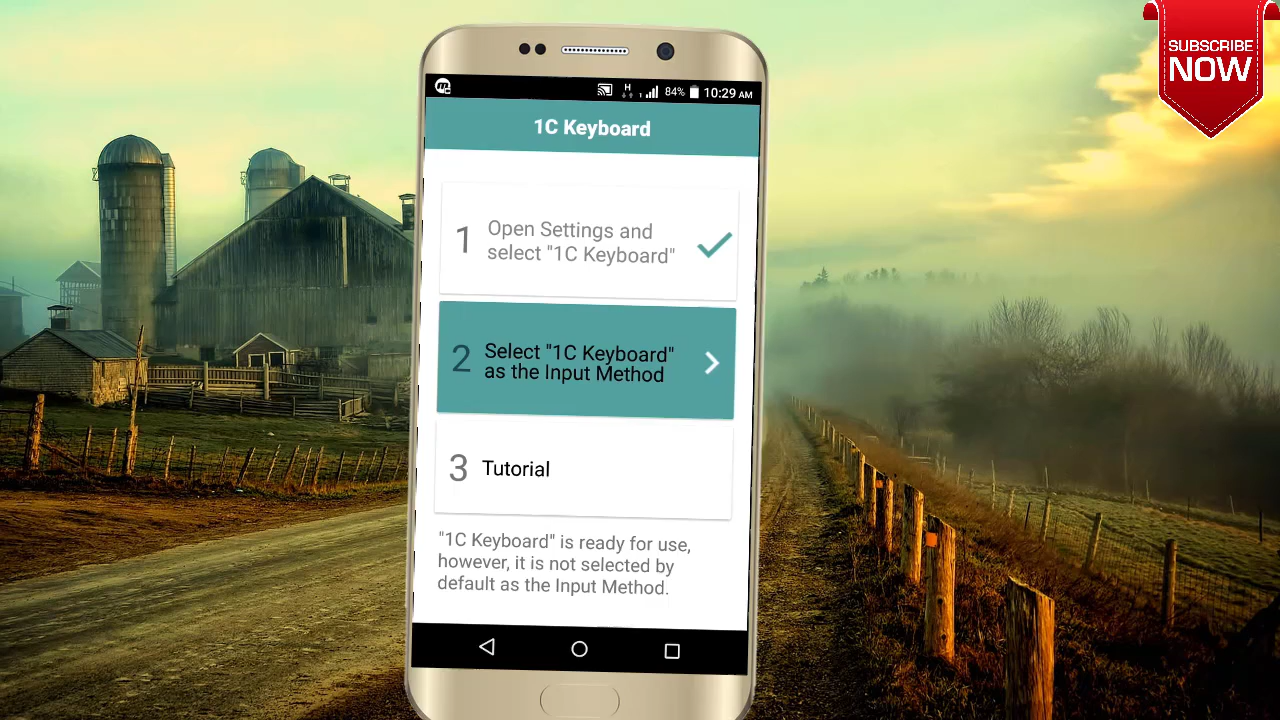 SUBSCRIBE
NOW
H
84%
10:29 AM
1C Keyboard
1
Open Settings and
select "1C Keyboard"
2
Select "1C Keyboard"
as the Input Method
3
Tutorial
"1C Keyboard" is ready for use,
however, it is not selected by
default as the Input Method.